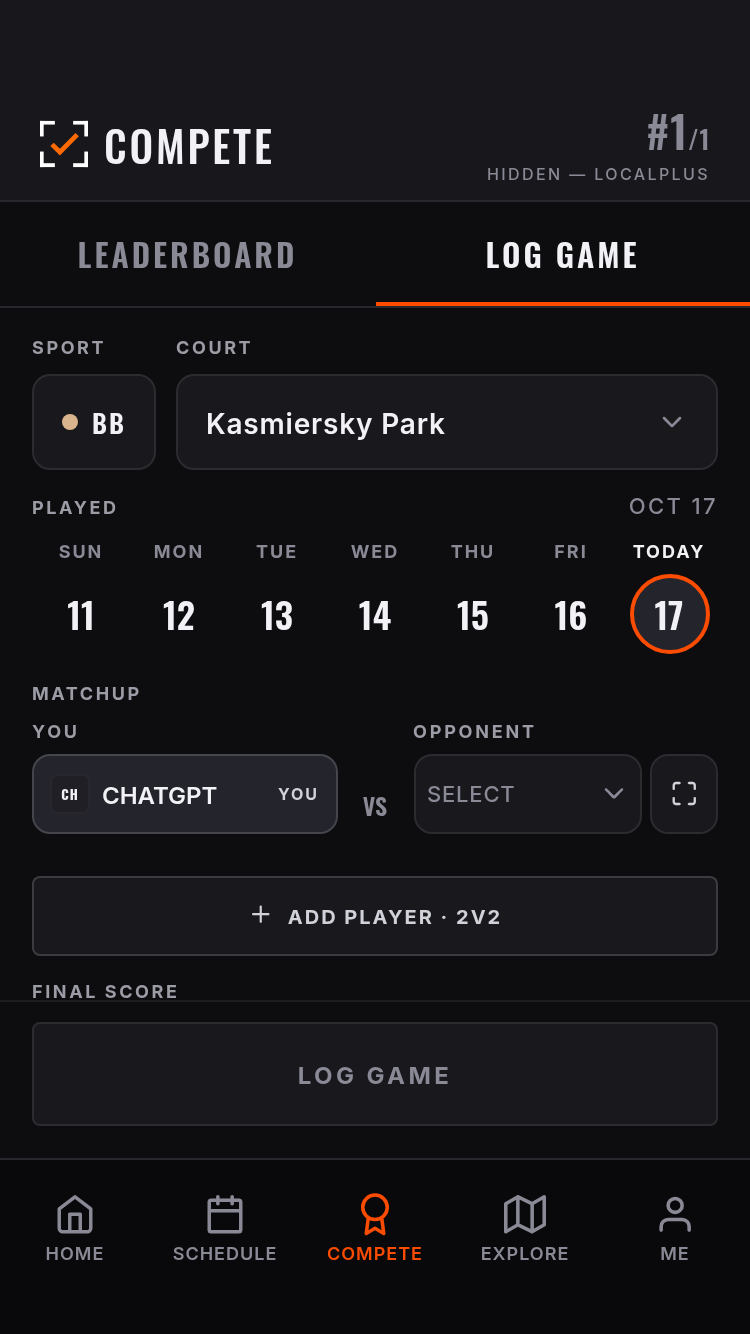 COMPETE
#1/1
HIDDEN — LOCALPLUS
LEADERBOARD LOG GAME
SPORT COURT
BB Kasmiersky Park
PLAYED OCT 17
SUN MON TUE WED THU FRI TODAY
11 12 13 14 15 16 17
MATCHUP
YOU OPPONENT
CH CHATGPT YOU VS SELECT
+ ADD PLAYER · 2V2
FINAL SCORE
LOG GAME
HOME SCHEDULE COMPETE EXPLORE ME